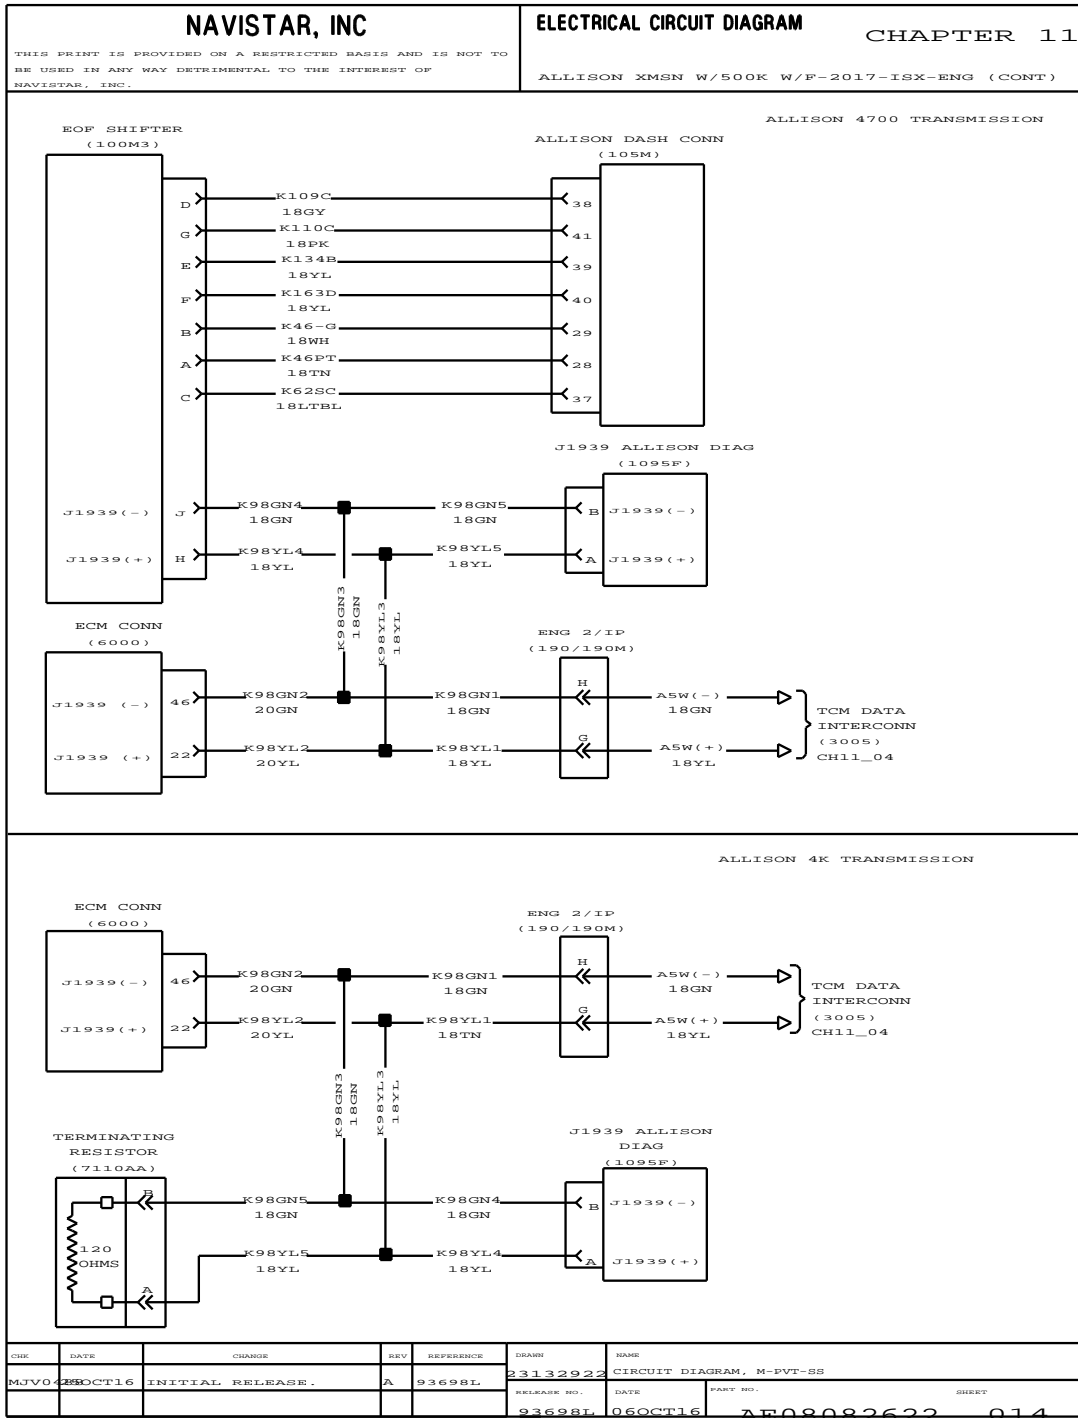 NAVISTAR, INC
THIS PRINT IS PROVIDED ON A RESTRICTED BASIS AND IS NOT TO
BE USED IN ANY WAY DETRIMENTAL TO THE INTEREST OF
NAVISTAR, INC.
ELECTRICAL CIRCUIT DIAGRAM
CHAPTER 11
ALLISON XMSN W/500K W/F-2017-ISX-ENG (CONT)
ALLISON 4700 TRANSMISSION
EOF SHIFTER
(100M3)
ALLISON DASH CONN
(105M)
D K109C 38
18GY
G K110C 41
18PK
E K134B 39
18YL
F K163D 40
18YL
B K46-G 29
18WH
A K46PT 28
18TN
C K62SC 37
18LTBL
J1939 ALLISON DIAG
(1095F)
J1939(-) J K98GN4 K98GN5 B J1939(-)
18GN 18GN
J1939(+) H K98YL4 K98YL5 A J1939(+)
18YL 18YL
K98GN3
18GN
K98YL3
18YL
ECM CONN
(6000)
ENG 2/IP
(190/190M)
J1939 (-) 46 K98GN2 K98GN1 H A5W(-)
20GN 18GN 18GN
J1939 (+) 22 K98YL2 K98YL1 G A5W(+)
20YL 18YL 18YL
TCM DATA
INTERCONN
(3005)
CH11_04
ALLISON 4K TRANSMISSION
ECM CONN
(6000)
ENG 2/IP
(190/190M)
J1939(-) 46 K98GN2 K98GN1 H A5W(-)
20GN 18GN 18GN
J1939(+) 22 K98YL2 K98YL1 G A5W(+)
20YL 18TN 18YL
TCM DATA
INTERCONN
(3005)
CH11_04
K98GN3
18GN
K98YL3
18YL
TERMINATING
RESISTOR
(7110AA)
J1939 ALLISON
DIAG
(1095F)
B K98GN5 K98GN4 B J1939(-)
18GN 18GN
120
OHMS
K98YL5 K98YL4 A J1939(+)
18YL 18YL
A
CHK DATE CHANGE REV REFERENCE DRAWN NAME
OCT16 INITIAL RELEASE. A 93698L 23132922 CIRCUIT DIAGRAM, M-PVT-SS
RELEASE NO. DATE PART NO. SHEET
93698L 06OCT16 AF08082622 014